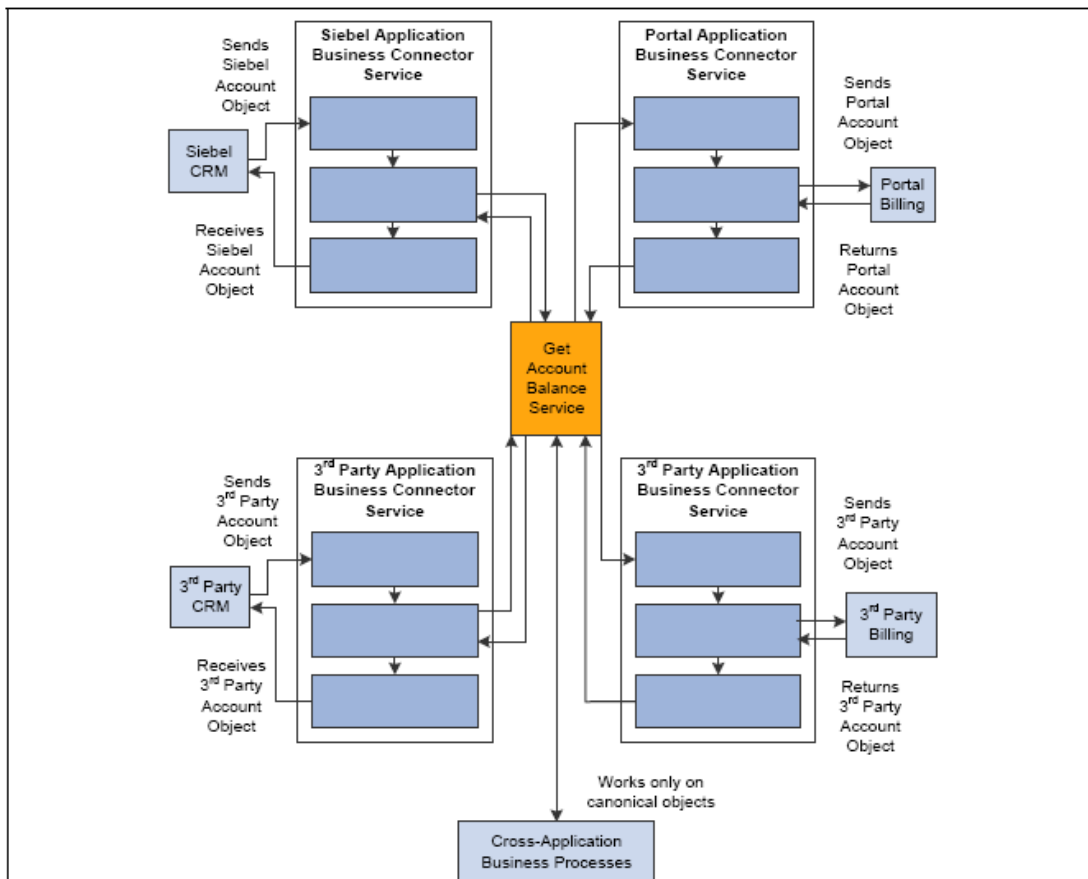 Siebel Application
Business Connector
Service
Sends
Siebel
Account
Object
Siebel
CRM
Receives
Siebel
Account
Object
Portal Application
Business Connector
Service
Sends
Portal
Account
Object
Portal
Billing
Returns
Portal
Account
Object
Get
Account
Balance
Service
3rd Party Application
Business Connector
Service
Sends
3rd Party
Account
Object
3rd Party
CRM
Receives
3rd Party
Account
Object
3rd Party Application
Business Connector
Service
Sends
3rd Party
Account
Object
3rd Party
Billing
Returns
3rd Party
Account
Object
Works only on
canonical objects
Cross-Application
Business Processes